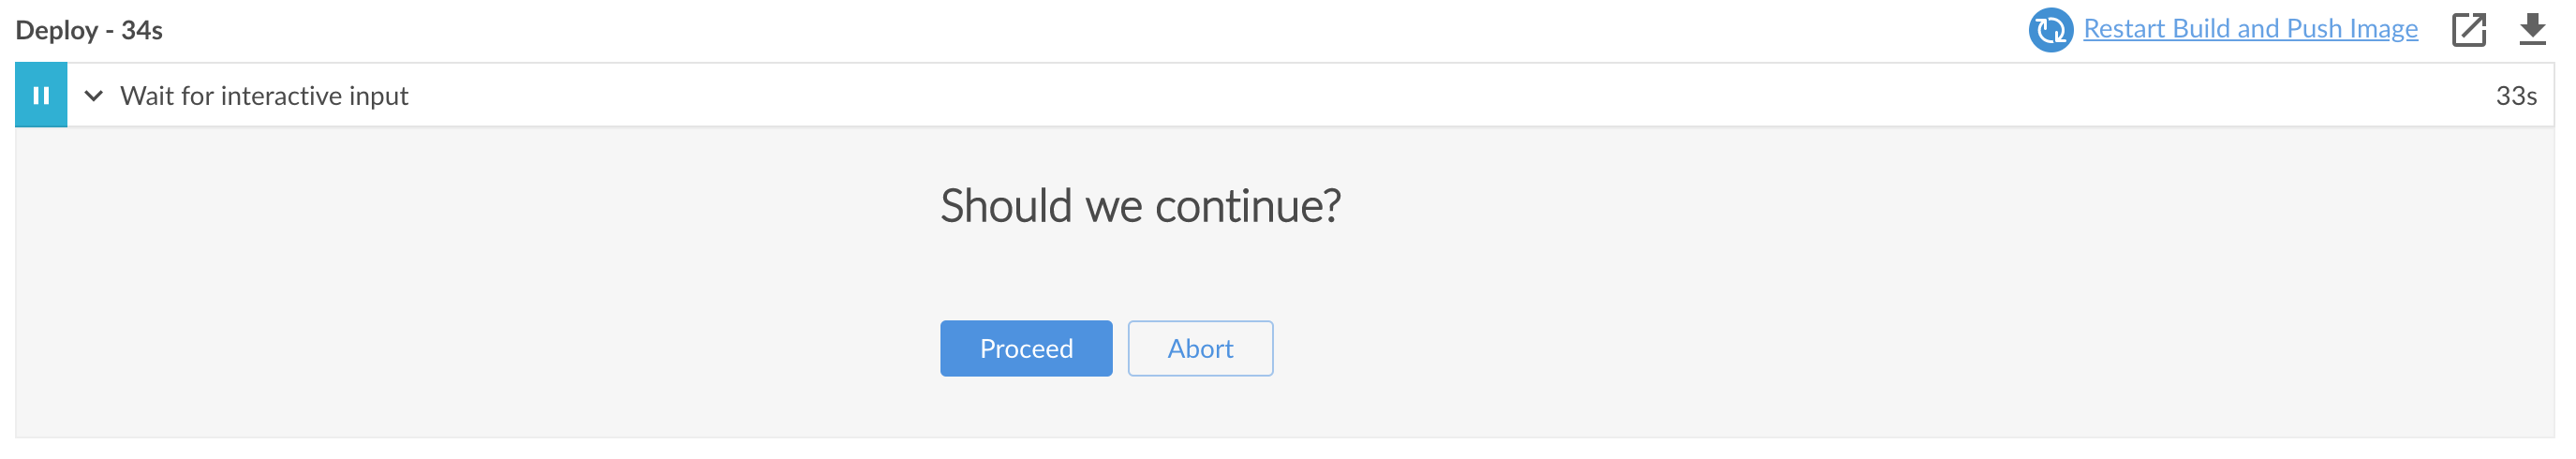 Deploy - 34s
Restart Build and Push Image
Wait for interactive input
33s
Should we continue?
Proceed
Abort